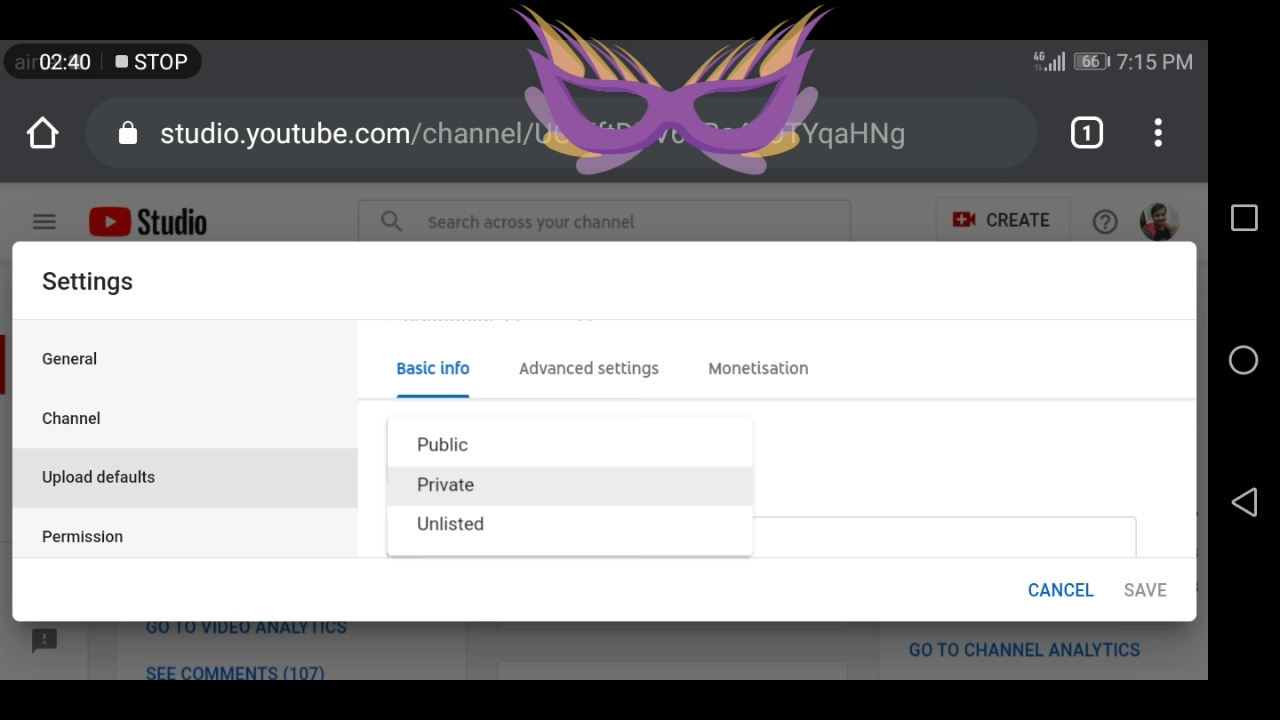 02:40 STOP
4G 66 7:15 PM
studio.youtube.com/channel/
TYqaHNg
1
Studio
Search across your channel
CREATE
Settings
General
Channel
Upload defaults
Permission
Basic info
Advanced settings
Monetisation
Public
Private
Unlisted
CANCEL
SAVE
GO TO VIDEO ANALYTICS
SEE COMMENTS (107)
GO TO CHANNEL ANALYTICS